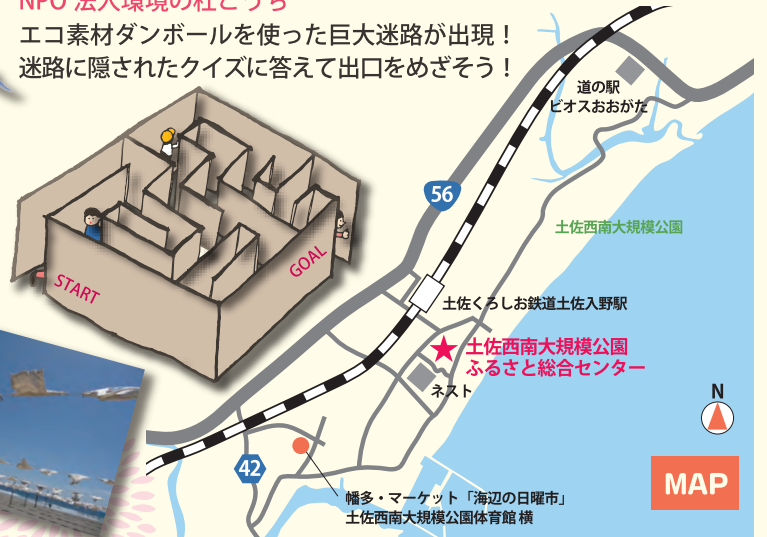 NPO 法人環境の杜こうち
エコ素材ダンボールを使った巨大迷路が出現！
迷路に隠されたクイズに答えて出口をめざそう！
道の駅
ビオスおおがた
56
土佐西南大規模公園
START
GOAL
土佐くろしお鉄道土佐入野駅
土佐西南大規模公園
ふるさと総合センター
ネスト
N
42
MAP
幡多・マーケット「海辺の日曜市」
土佐西南大規模公園体育館 横